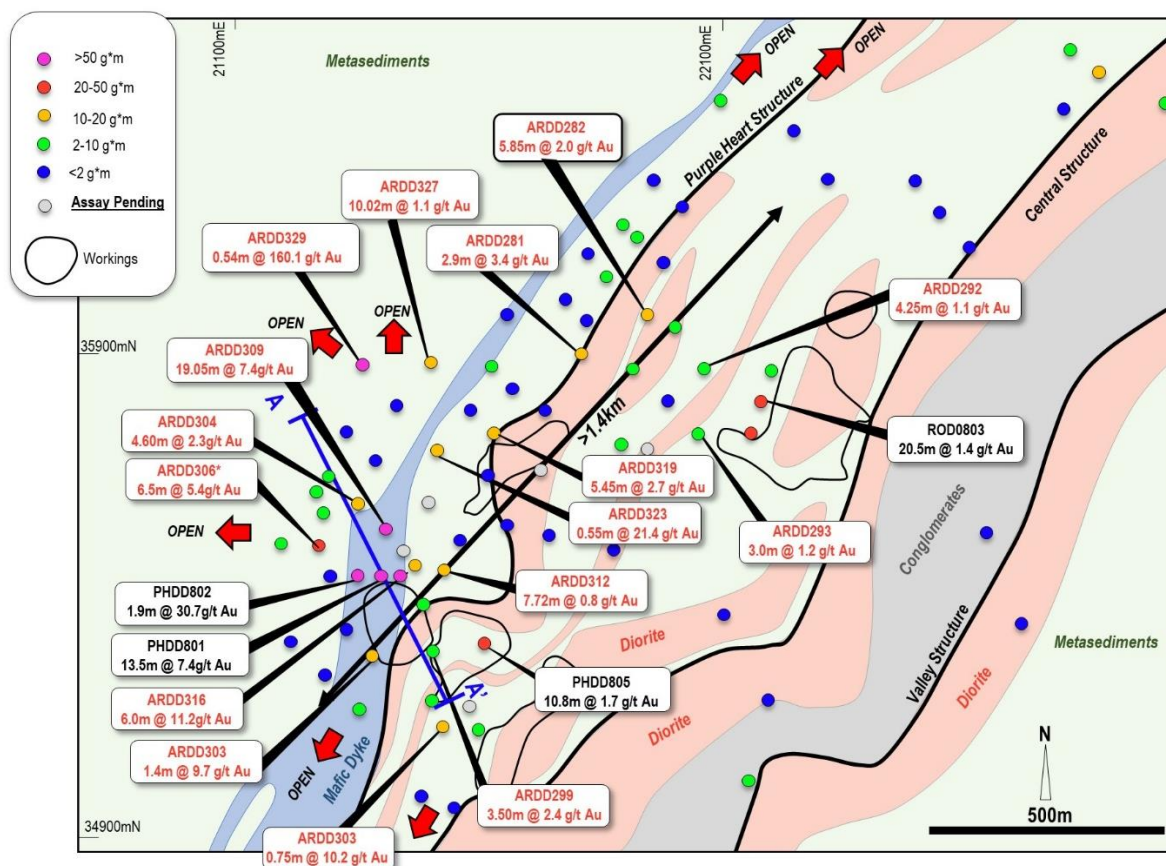 >50 g*m
20-50 g*m
10-20 g*m
2-10 g*m
<2 g*m
Assay Pending
Workings
21100mE
22100mE
35900mN
34900mN
Metasediments
Metasediments
Metasediments
OPEN
OPEN
Purple Heart Structure
Central Structure
Valley Structure
ARDD282
5.85m @ 2.0 g/t Au
ARDD327
10.02m @ 1.1 g/t Au
ARDD329
0.54m @ 160.1 g/t Au
ARDD281
2.9m @ 3.4 g/t Au
ARDD292
4.25m @ 1.1 g/t Au
OPEN
OPEN
ARDD309
19.05m @ 7.4g/t Au
>1.4km
A
ARDD304
4.60m @ 2.3g/t Au
ROD0803
20.5m @ 1.4 g/t Au
ARDD306*
6.5m @ 5.4g/t Au
ARDD319
5.45m @ 2.7 g/t Au
ARDD323
0.55m @ 21.4 g/t Au
ARDD293
3.0m @ 1.2 g/t Au
OPEN
Conglomerates
PHDD802
1.9m @ 30.7g/t Au
ARDD312
7.72m @ 0.8 g/t Au
PHDD801
13.5m @ 7.4g/t Au
Diorite
Diorite
Diorite
A'
PHDD805
10.8m @ 1.7 g/t Au
ARDD316
6.0m @ 11.2g/t Au
ARDD303
1.4m @ 9.7 g/t Au
OPEN
Mafic Dyke
ARDD299
3.50m @ 2.4 g/t Au
ARDD303
0.75m @ 10.2 g/t Au
N
500m